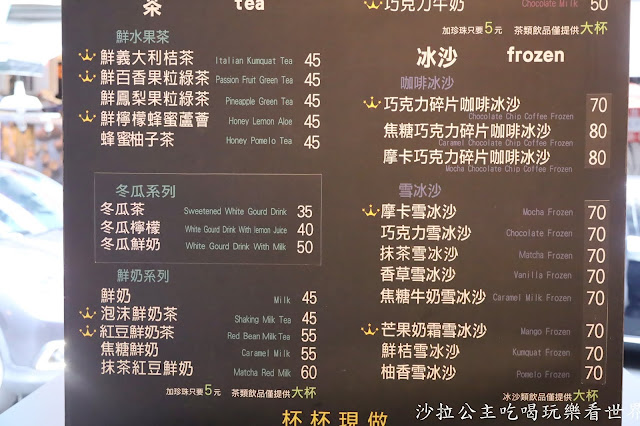 茶 tea
鮮水果茶
鮮義大利桔茶 Italian Kumquat Tea 45
鮮百香果粒綠茶 Passion Fruit Green Tea 45
鮮鳳梨果粒綠茶 Pineapple Green Tea 45
鮮檸檬蜂蜜蘆薈 Honey Lemon Aloe 45
蜂蜜柚子茶 Honey Pomelo Tea 45
冬瓜系列
冬瓜茶 Sweetened White Gourd Drink 35
冬瓜檸檬 White Gourd Drink With lemon Juice 40
冬瓜鮮奶 White Gourd Drink With Milk 50
鮮奶系列
鮮奶 Milk 45
泡沫鮮奶茶 Shaking Milk Tea 45
紅豆鮮奶茶 Red Bean Milk Tea 55
焦糖鮮奶 Caramel Milk 55
抹茶紅豆鮮奶 Matcha Red Milk 60
加珍珠只要5元 茶類飲品僅提供大杯
巧克力牛奶 Chocolate Milk 50
加珍珠只要5元 茶類飲品僅提供大杯
冰沙 frozen
咖啡冰沙
巧克力碎片咖啡冰沙 70
Chocolate Chip Coffee Frozen
焦糖巧克力碎片咖啡冰沙 80
Caramel Chocolate Chip Coffee Frozen
摩卡巧克力碎片咖啡冰沙 80
Mocha Chocolate Chip Coffee Frozen
雪冰沙
摩卡雪冰沙 Mocha Frozen 70
巧克力雪冰沙 Chocolate Frozen 70
抹茶雪冰沙 Matcha Frozen 70
香草雪冰沙 Vanilla Frozen 70
焦糖牛奶雪冰沙 Caramel Milk Frozen 70
芒果奶霜雪冰沙 Mango Frozen 70
鮮桔雪冰沙 Kumquat Frozen 70
柚香雪冰沙 Pomelo Frozen 70
加珍珠只要5元 冰沙類飲品僅提供大杯
杯杯現做
沙拉公主吃喝玩樂看世界